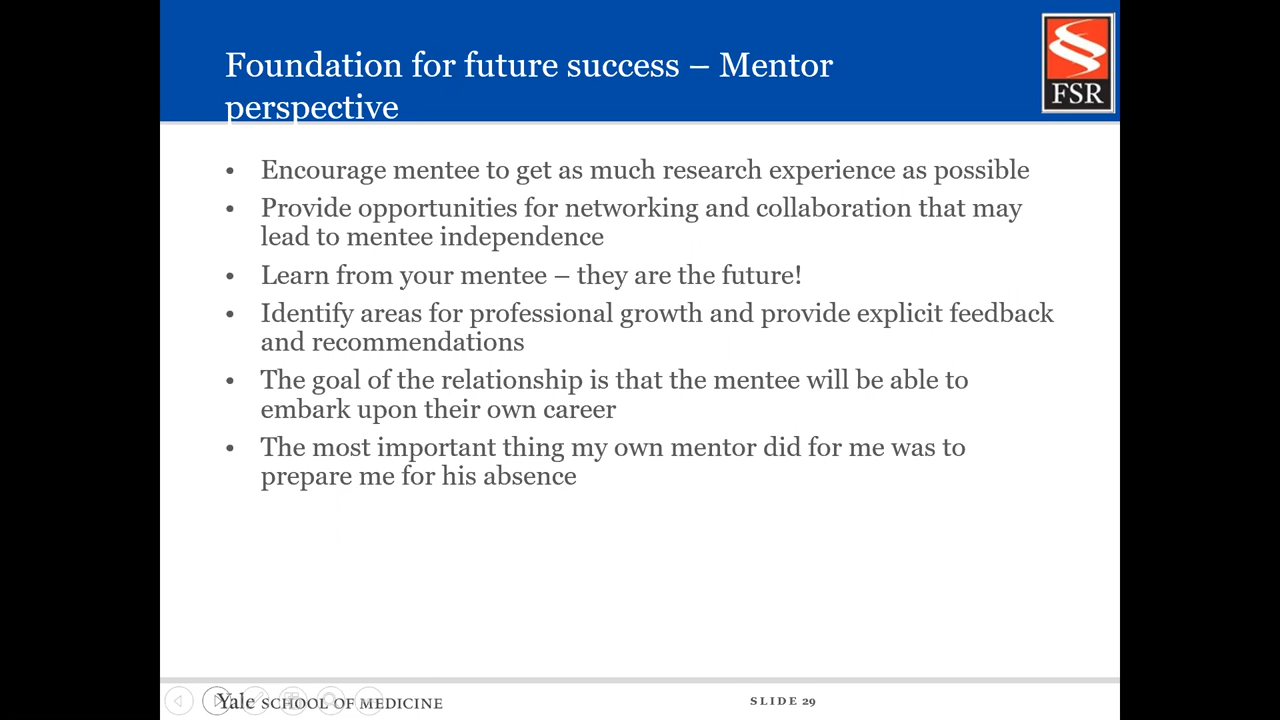 Foundation for future success – Mentor
perspective
FSR
• Encourage mentee to get as much research experience as possible
• Provide opportunities for networking and collaboration that may
lead to mentee independence
• Learn from your mentee – they are the future!
• Identify areas for professional growth and provide explicit feedback
and recommendations
• The goal of the relationship is that the mentee will be able to
embark upon their own career
• The most important thing my own mentor did for me was to
prepare me for his absence
Yale SCHOOL OF MEDICINE
SLIDE 29